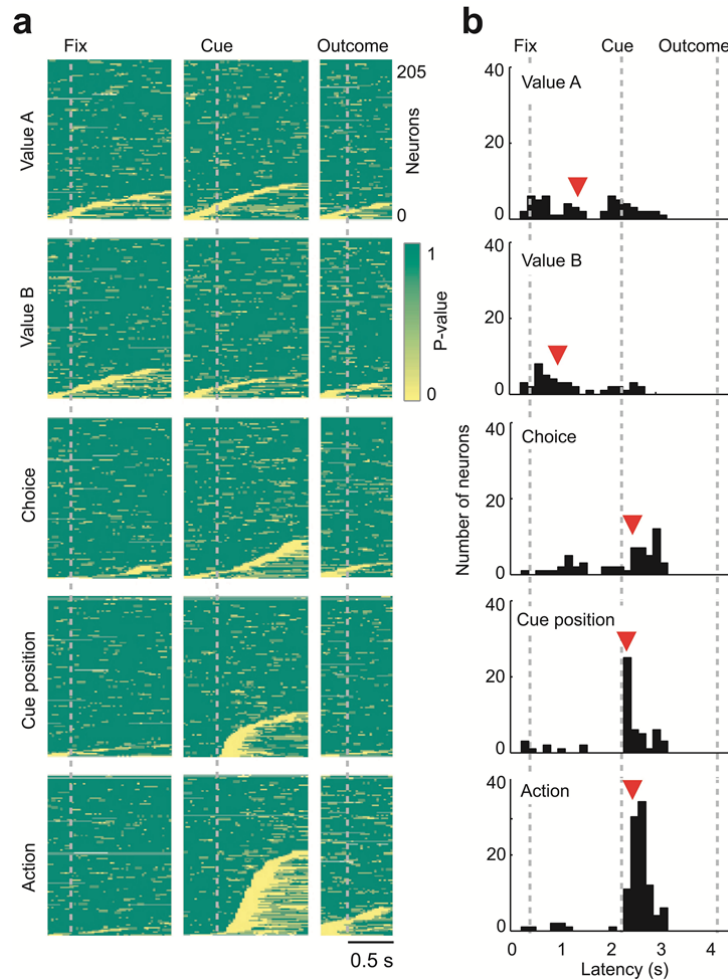 a
Fix Cue Outcome
Value A
205
Neurons
0
Value B
1
P-value
0
Choice
Cue position
Action
0.5 s
b
Fix Cue Outcome
40
20
0
Value A
40
20
0
Value B
40
20
0
Choice
Number of neurons
40
20
0
Cue position
40
20
0
Action
0 1 2 3 4
Latency (s)